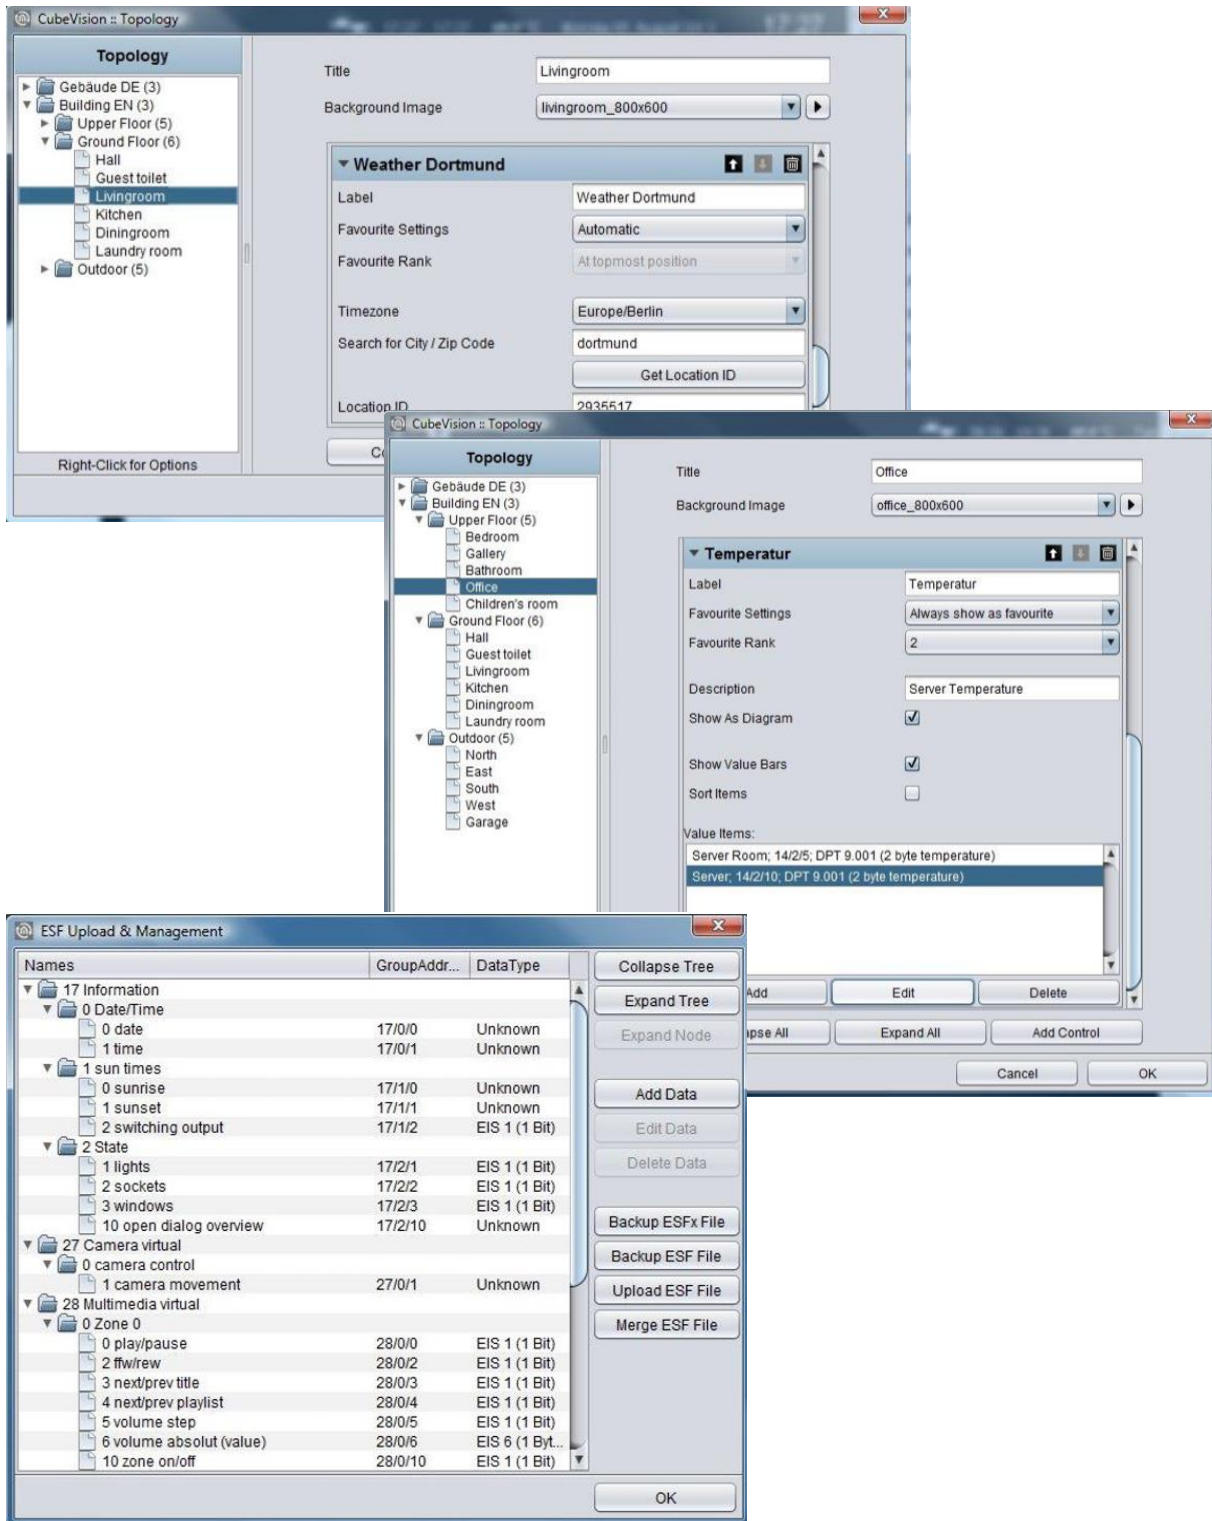 CubeVision :: Topology
Topology
Gebäude DE (3)
Building EN (3)
Upper Floor (5)
Ground Floor (6)
Hall
Guest toilet
Livingroom
Kitchen
Diningroom
Laundry room
Outdoor (5)
Right-Click for Options
Title Livingroom
Background Image livingroom_800x600
Weather Dortmund
Label Weather Dortmund
Favourite Settings Automatic
Favourite Rank At topmost position
Timezone Europe/Berlin
Search for City / Zip Code dortmund
Get Location ID
Location ID 2935517
CubeVision :: Topology
Topology
Gebäude DE (3)
Building EN (3)
Upper Floor (5)
Bedroom
Gallery
Bathroom
Office
Children's room
Ground Floor (6)
Hall
Guest toilet
Livingroom
Kitchen
Diningroom
Laundry room
Outdoor (5)
North
East
South
West
Garage
Title Office
Background Image office_800x600
Temperatur
Label Temperatur
Favourite Settings Always show as favourite
Favourite Rank 2
Description Server Temperature
Show As Diagram
Show Value Bars
Sort Items
Value Items:
Server Room; 14/2/5; DPT 9.001 (2 byte temperature)
Server; 14/2/10; DPT 9.001 (2 byte temperature)
Add Edit Delete
Expand All Add Control
Cancel OK
ESF Upload & Management
Names GroupAddr... DataType
17 Information
0 Date/Time
0 date 17/0/0 Unknown
1 time 17/0/1 Unknown
1 sun times
0 sunrise 17/1/0 Unknown
1 sunset 17/1/1 Unknown
2 switching output 17/1/2 EIS 1 (1 Bit)
2 State
1 lights 17/2/1 EIS 1 (1 Bit)
2 sockets 17/2/2 EIS 1 (1 Bit)
3 windows 17/2/3 EIS 1 (1 Bit)
10 open dialog overview 17/2/10 Unknown
27 Camera virtual
0 camera control
1 camera movement 27/0/1 Unknown
28 Multimedia virtual
0 Zone 0
0 play/pause 28/0/0 EIS 1 (1 Bit)
2 ffw/rew 28/0/2 EIS 1 (1 Bit)
3 next/prev title 28/0/3 EIS 1 (1 Bit)
4 next/prev playlist 28/0/4 EIS 1 (1 Bit)
5 volume step 28/0/5 EIS 1 (1 Bit)
6 volume absolut (value) 28/0/6 EIS 6 (1 Byt...
10 zone on/off 28/0/10 EIS 1 (1 Bit)
Collapse Tree
Expand Tree
Expand Node
Add Data
Edit Data
Delete Data
Backup ESFx File
Backup ESF File
Upload ESF File
Merge ESF File
OK